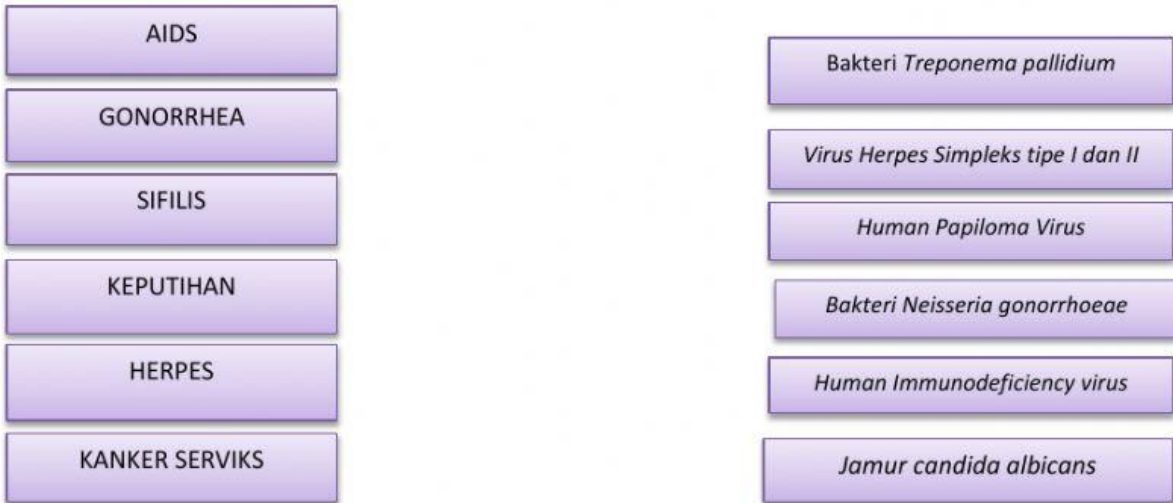 AIDS
GONORRHEA
SIFILIS
KEPUTIHAN
HERPES
KANKER SERVIKS
Bakteri Treponema pallidium
Virus Herpes Simpleks tipe I dan II
Human Papiloma Virus
Bakteri Neisseria gonorrhoeae
Human Immunodeficiency virus
Jamur candida albicans